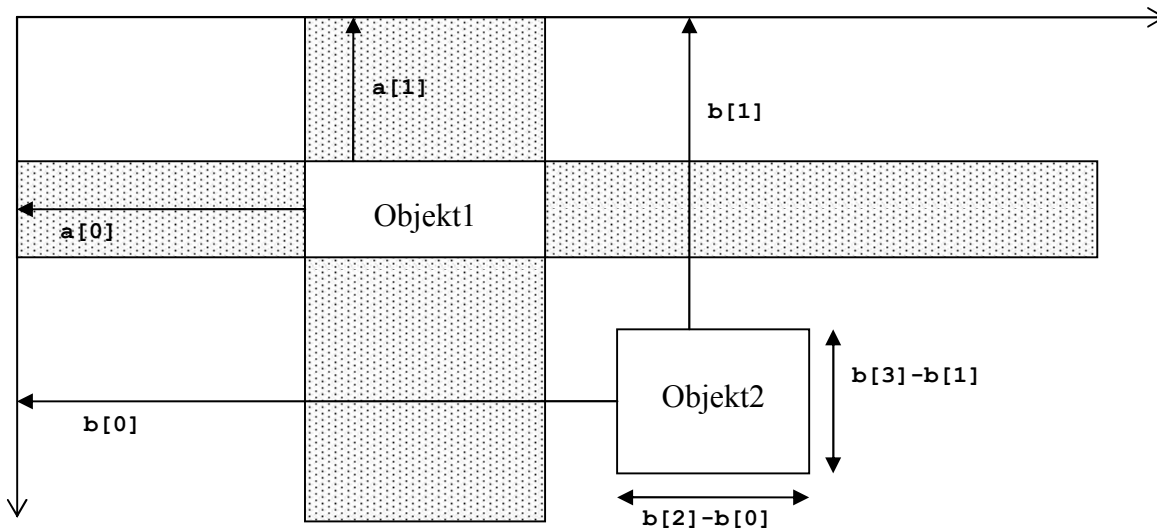 a[1]
b[1]
Objekt1
a[0]
b[3]-b[1]
Objekt2
b[0]
b[2]-b[0]